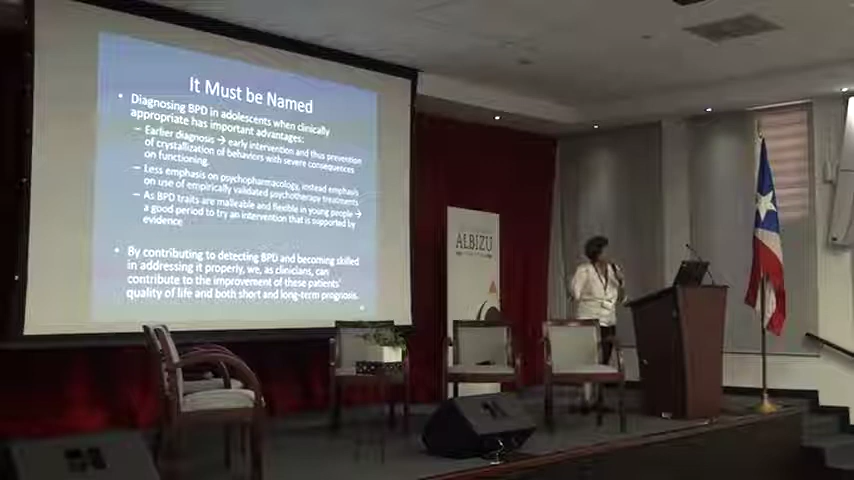 It Must be Named
• Diagnosing BPD in adolescents when clinically
appropriate has important advantages:
– Earlier diagnosis → early intervention and thus prevention
of crystallization of behaviors with severe consequences
on functioning.
– Less emphasis on psychopharmacology, instead emphasis
on use of empirically validated psychotherapy treatments
– As BPD traits are malleable and flexible in young people →
a good period to try an intervention that is supported by
evidence
• By contributing to detecting BPD and becoming skilled
in addressing it properly, we, as clinicians, can
contribute to the improvement of these patients'
quality of life and both short and long-term prognosis.
ALBIZU